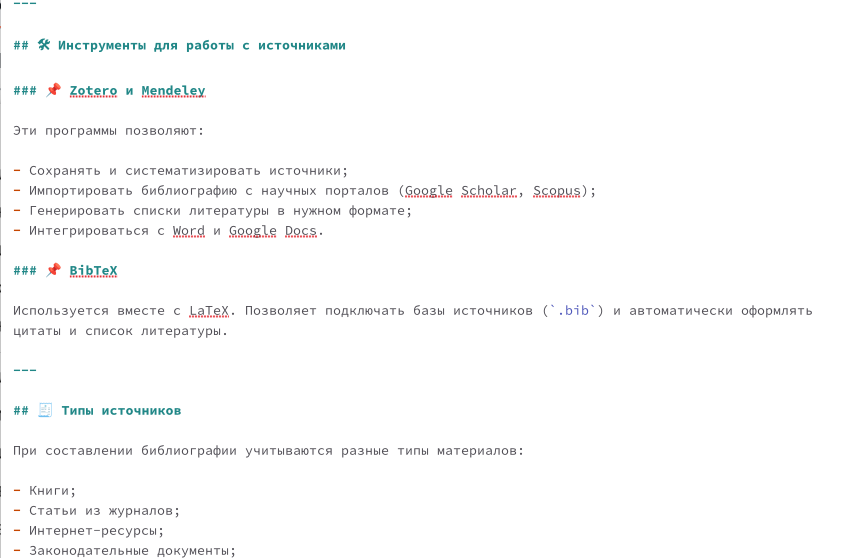 ---
## 🛠 Инструменты для работы с источниками
### 📌 Zotero и Mendeley
Эти программы позволяют:
- Сохранять и систематизировать источники;
- Импортировать библиографию с научных порталов (Google Scholar, Scopus);
- Генерировать списки литературы в нужном формате;
- Интегрироваться с Word и Google Docs.
### 📌 BibTeX
Используется вместе с LaTeX. Позволяет подключать базы источников (`.bib`) и автоматически оформлять
цитаты и список литературы.
---
## 🧾 Типы источников
При составлении библиографии учитываются разные типы материалов:
- Книги;
- Статьи из журналов;
- Интернет-ресурсы;
- Законодательные документы;